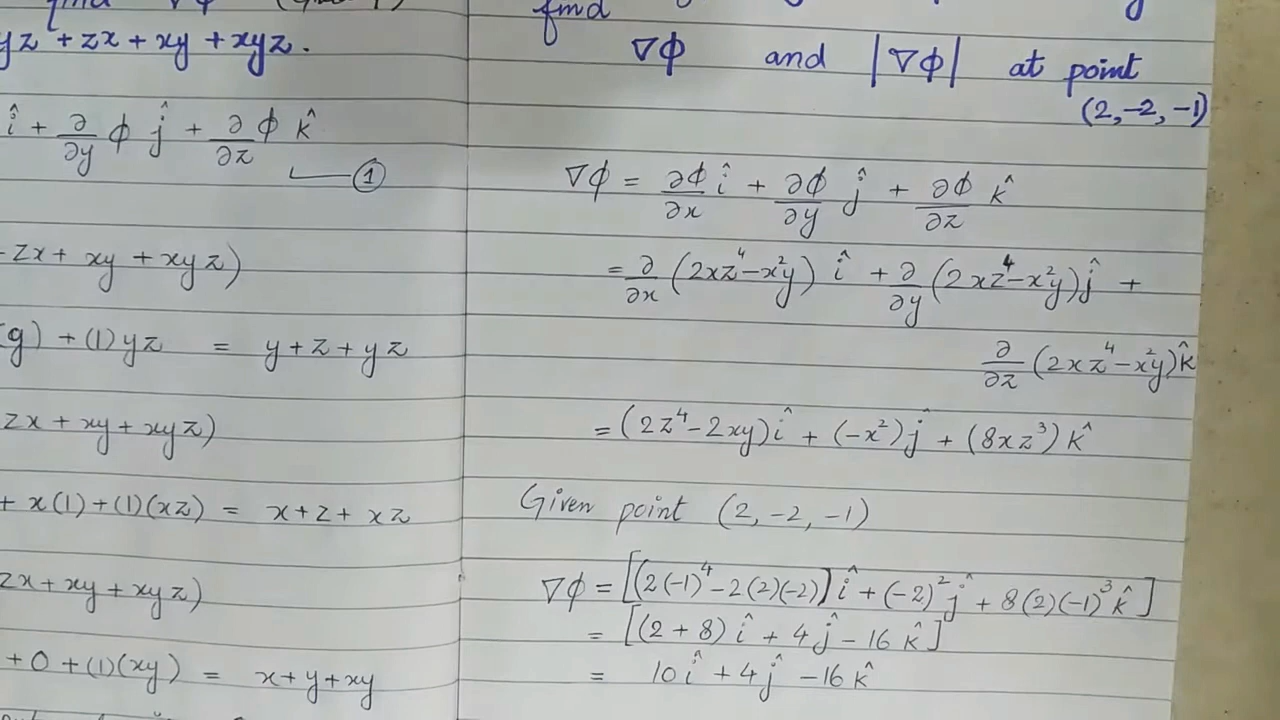 yz + zx + xy + xyz.
î + ∂/∂y ϕ ĵ + ∂/∂z ϕ k̂
①
zx + xy + xyz)
+ (1)yz = y + z + yz
zx + xy + xyz)
+ x(1) + (1)(xz) = x + z + xz
zx + xy + xyz)
+ 0 + (1)(xy) = x + y + xy
find
∇ϕ and |∇ϕ| at point
(2, -2, -1)
∇ϕ = ∂ϕ/∂x î + ∂ϕ/∂y ĵ + ∂ϕ/∂z k̂
= ∂/∂x (2xz⁴ - x²y) î + ∂/∂y (2xz⁴ - x²y) ĵ +
∂/∂z (2xz⁴ - x²y) k̂
= (2z⁴ - 2xy) î + (-x²) ĵ + (8xz³) k̂
Given point (2, -2, -1)
∇ϕ = [(2(-1)⁴ - 2(2)(-2)] î + (-2)² ĵ + 8(2)(-1)³ k̂]
= [(2 + 8) î + 4ĵ - 16 k̂]
= 10 î + 4ĵ - 16 k̂